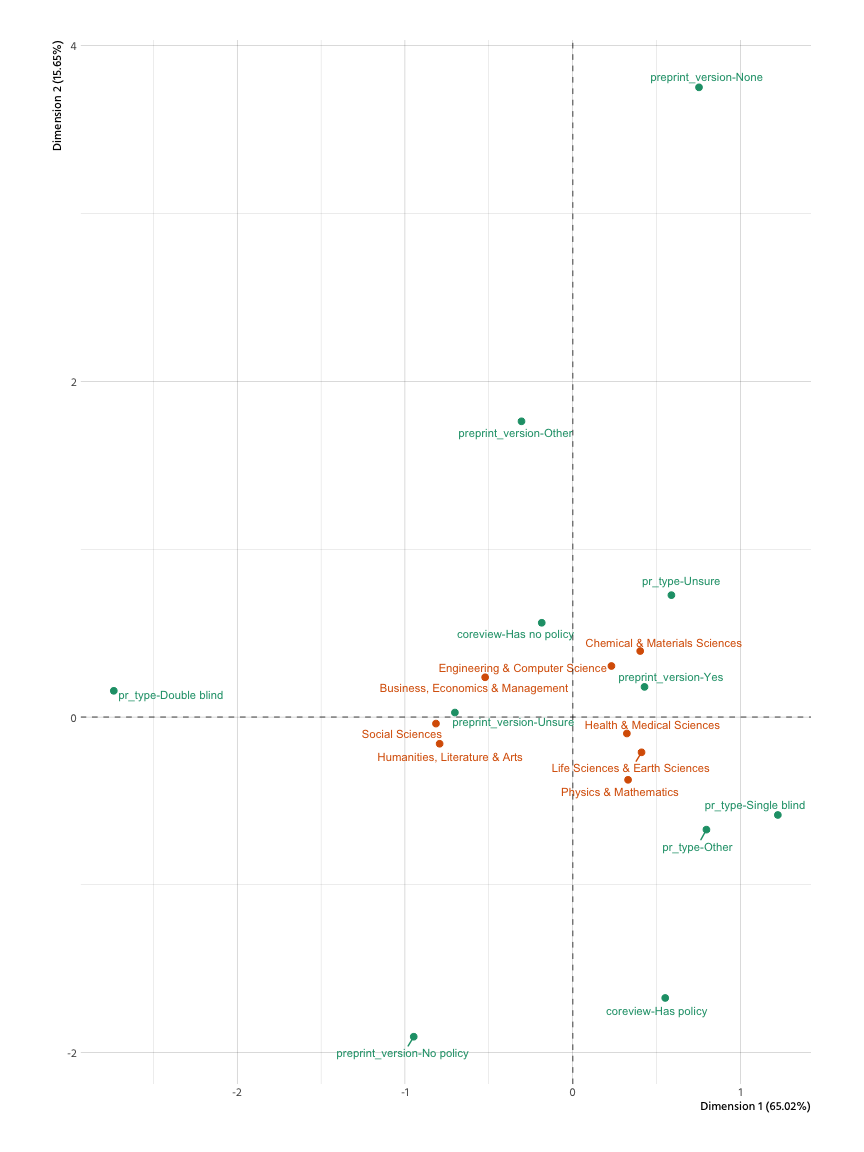 Dimension 2 (15.65%)
4
preprint_version-None
2
preprint_version-Other
pr_type-Unsure
coreview-Has no policy
Chemical & Materials Sciences
Engineering & Computer Science
preprint_version-Yes
Business, Economics & Management
pr_type-Double blind
0
preprint_version-Unsure
Health & Medical Sciences
Social Sciences
Humanities, Literature & Arts
Life Sciences & Earth Sciences
Physics & Mathematics
pr_type-Single blind
pr_type-Other
coreview-Has policy
preprint_version-No policy
-2
-2
-1
0
1
Dimension 1 (65.02%)